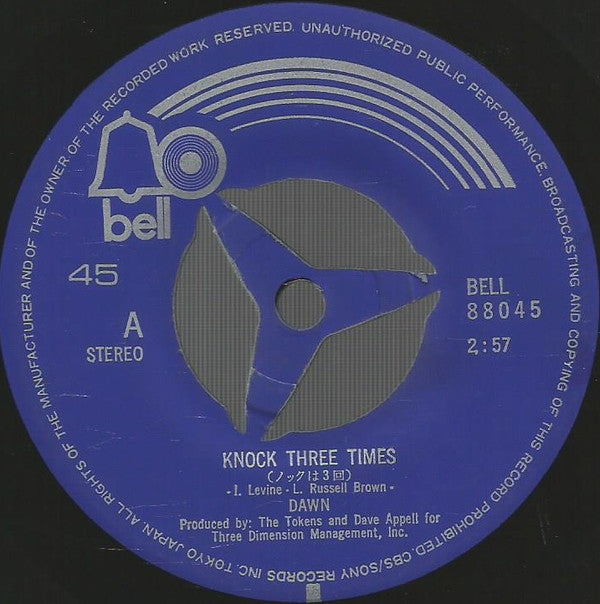 ALL RIGHTS OF THE MANUFACTURER AND OF THE OWNER OF THE RECORDED WORK RESERVED. UNAUTHORIZED PUBLIC PERFORMANCE, BROADCASTING AND COPYING OF THIS RECORD PROHIBITED. CBS/SONY RECORDS INC. TOKYO JAPAN
bell
45
A
STEREO
BELL
88045
2:57
KNOCK THREE TIMES
(ノックは3回)
-I. Levine - L. Russell Brown-
DAWN
Produced by: The Tokens and Dave Appell for
Three Dimension Management, Inc.